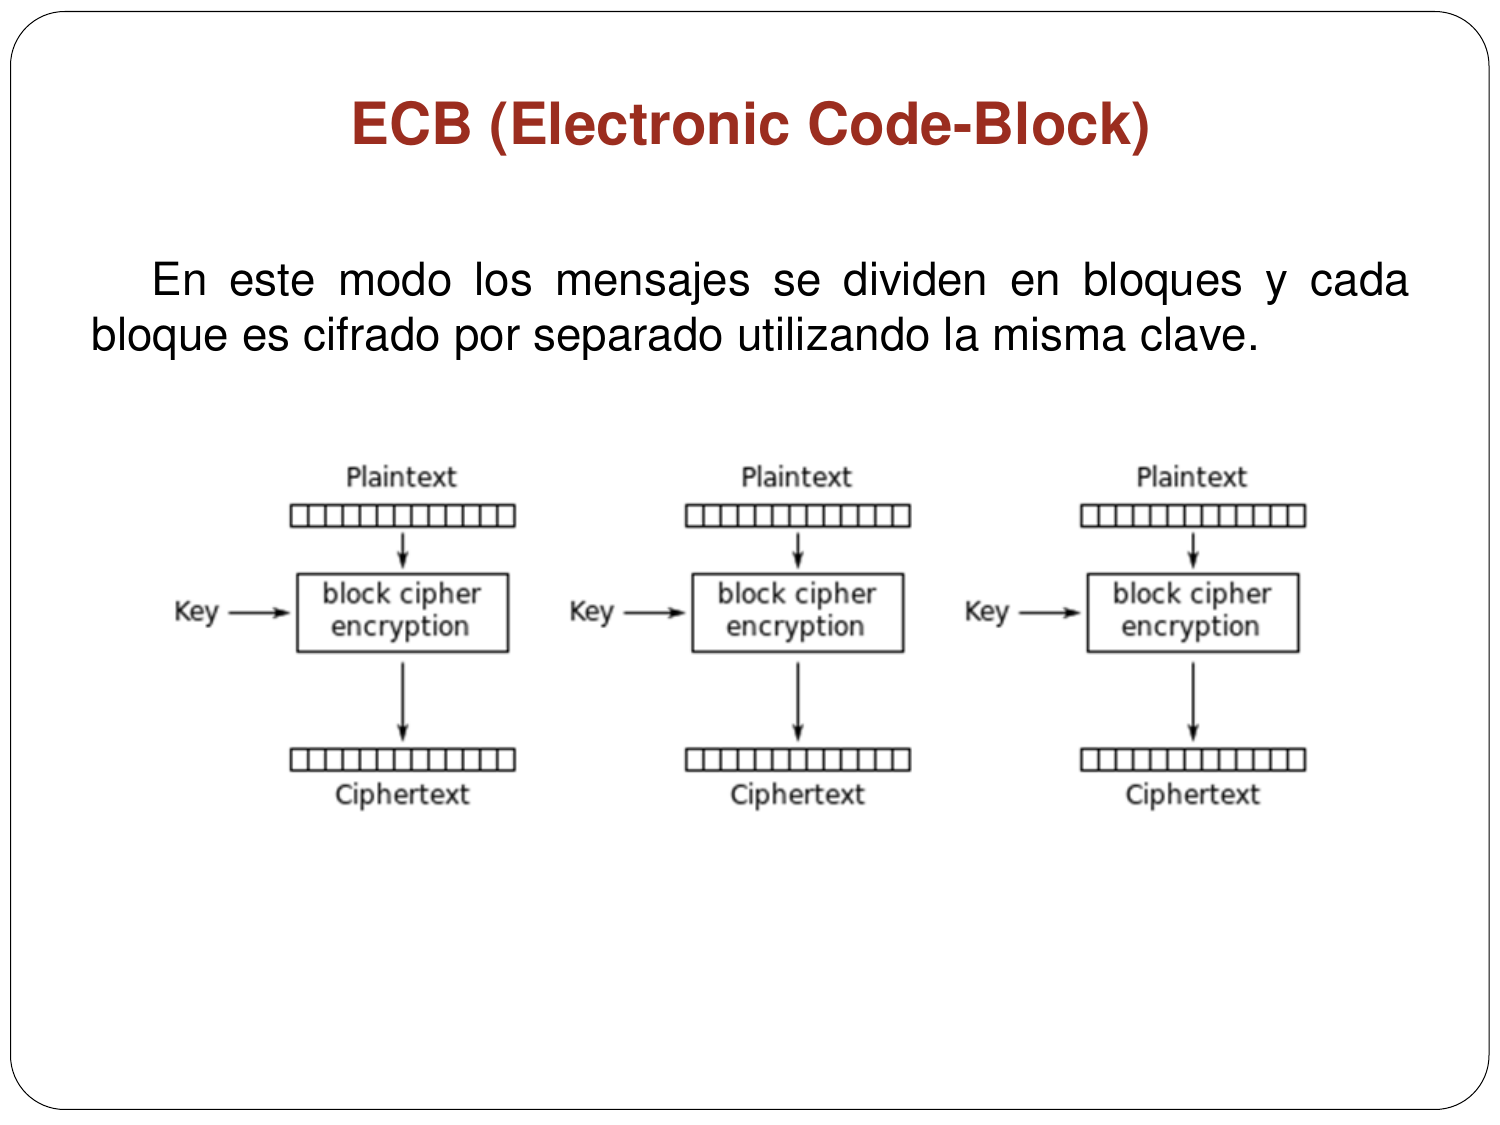 ECB (Electronic Code-Block)
En este modo los mensajes se dividen en bloques y cada
bloque es cifrado por separado utilizando la misma clave.
Plaintext Plaintext Plaintext
block cipher block cipher block cipher
Key Key Key
encryption encryption encryption
Ciphertext Ciphertext Ciphertext